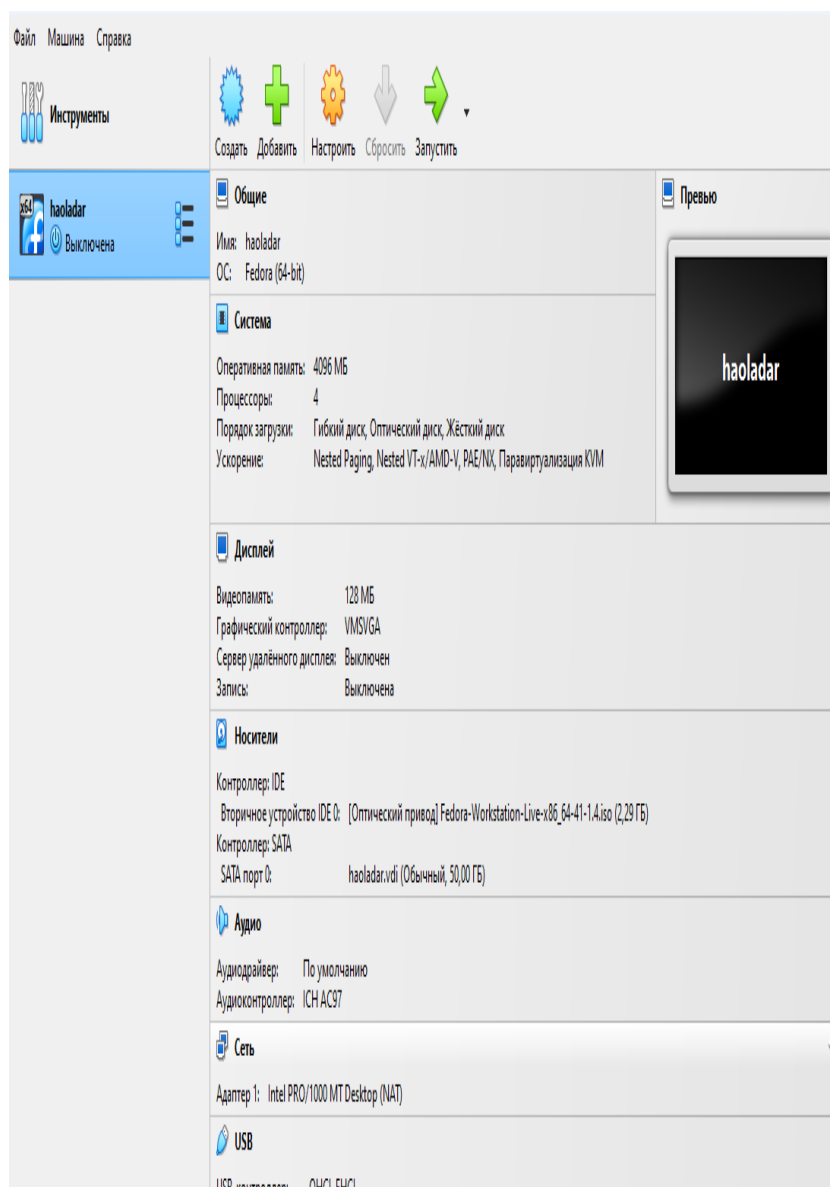 Файл Машина Справка
Инструменты
Создать Добавить Настроить Сбросить Запустить
x64
haoladar
Выключена
Общие
Имя: haoladar
ОС: Fedora (64-bit)
Превью
haoladar
Система
Оперативная память: 4096 МБ
Процессоры: 4
Порядок загрузки: Гибкий диск, Оптический диск, Жёсткий диск
Ускорение: Nested Paging, Nested VT-x/AMD-V, PAE/NX, Паравиртуализация KVM
Дисплей
Видеопамять: 128 МБ
Графический контроллер: VMSVGA
Сервер удалённого дисплея: Выключен
Запись: Выключена
Носители
Контроллер: IDE
Вторичное устройство IDE 0: [Оптический привод] Fedora-Workstation-Live-x86_64-41-1.4.iso (2,29 ГБ)
Контроллер: SATA
SATA порт 0: haoladar.vdi (Обычный, 50,00 ГБ)
Аудио
Аудиодрайвер: По умолчанию
Аудиоконтроллер: ICH AC97
Сеть
Адаптер 1: Intel PRO/1000 MT Desktop (NAT)
USB
USB-контроллер: OHCI, EHCI